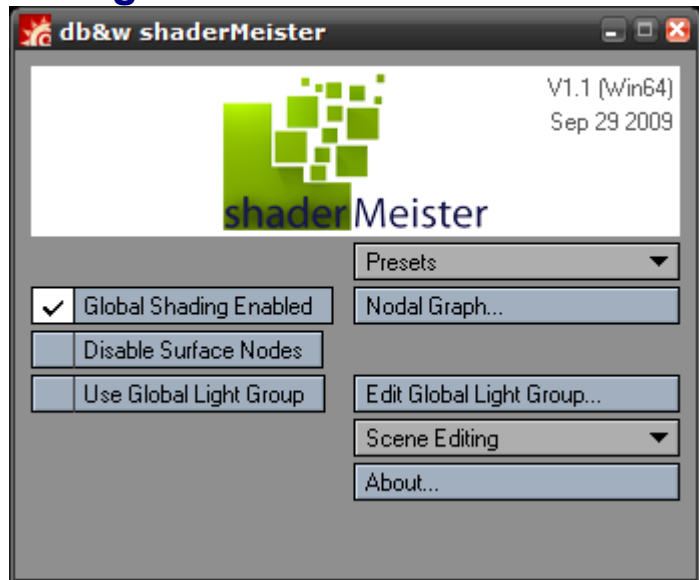 db&w shaderMeister
V1.1 (Win64)
Sep 29 2009
shaderMeister
Presets
Global Shading Enabled
Nodal Graph...
Disable Surface Nodes
Use Global Light Group
Edit Global Light Group...
Scene Editing
About...